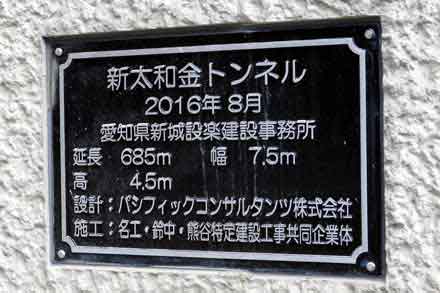 新太和金トンネル
2016年8月
愛知県新城設楽建設事務所
延長 685m 幅 7.5m
高 4.5m
設計：パシフィックコンサルタンツ株式会社
施工：名工・鈴中・熊谷特定建設工事共同企業体